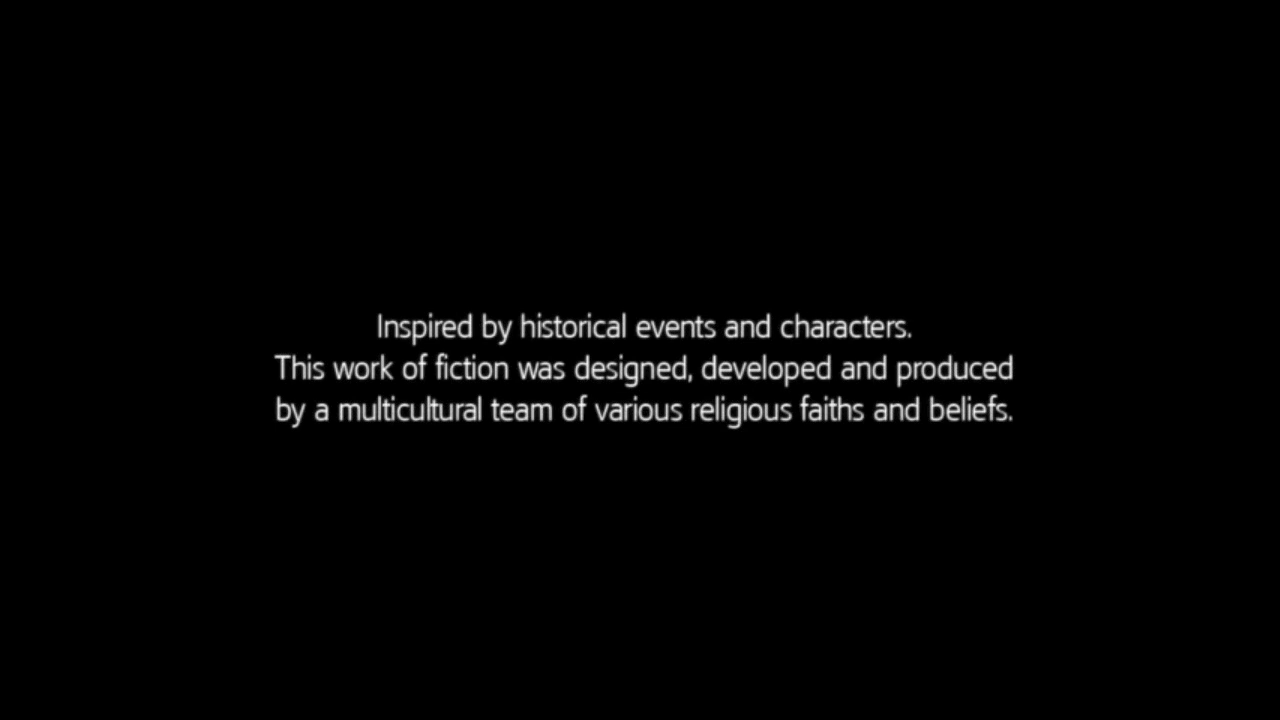 Inspired by historical events and characters.
This work of fiction was designed, developed and produced
by a multicultural team of various religious faiths and beliefs.